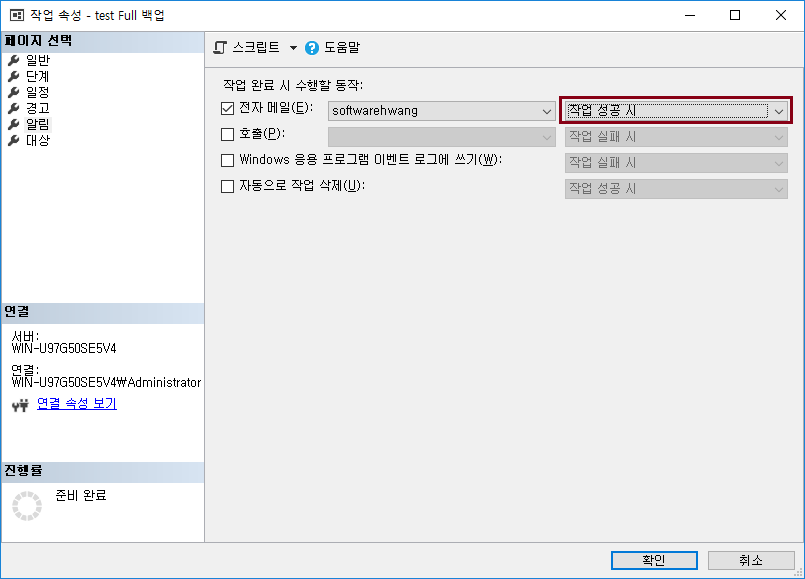 작업 속성 - test Full 백업
페이지 선택
일반
단계
일정
경고
알림
대상
스크립트
도움말
작업 완료 시 수행할 동작:
전자 메일(E):
softwarehwang
작업 성공 시
호출(P):
작업 실패 시
Windows 응용 프로그램 이벤트 로그에 쓰기(W):
작업 실패 시
자동으로 작업 삭제(U):
작업 성공 시
연결
서버:
WIN-U97G50SE5V4
연결:
WIN-U97G50SE5V4₩Administrator
연결 속성 보기
진행률
준비 완료
확인
취소